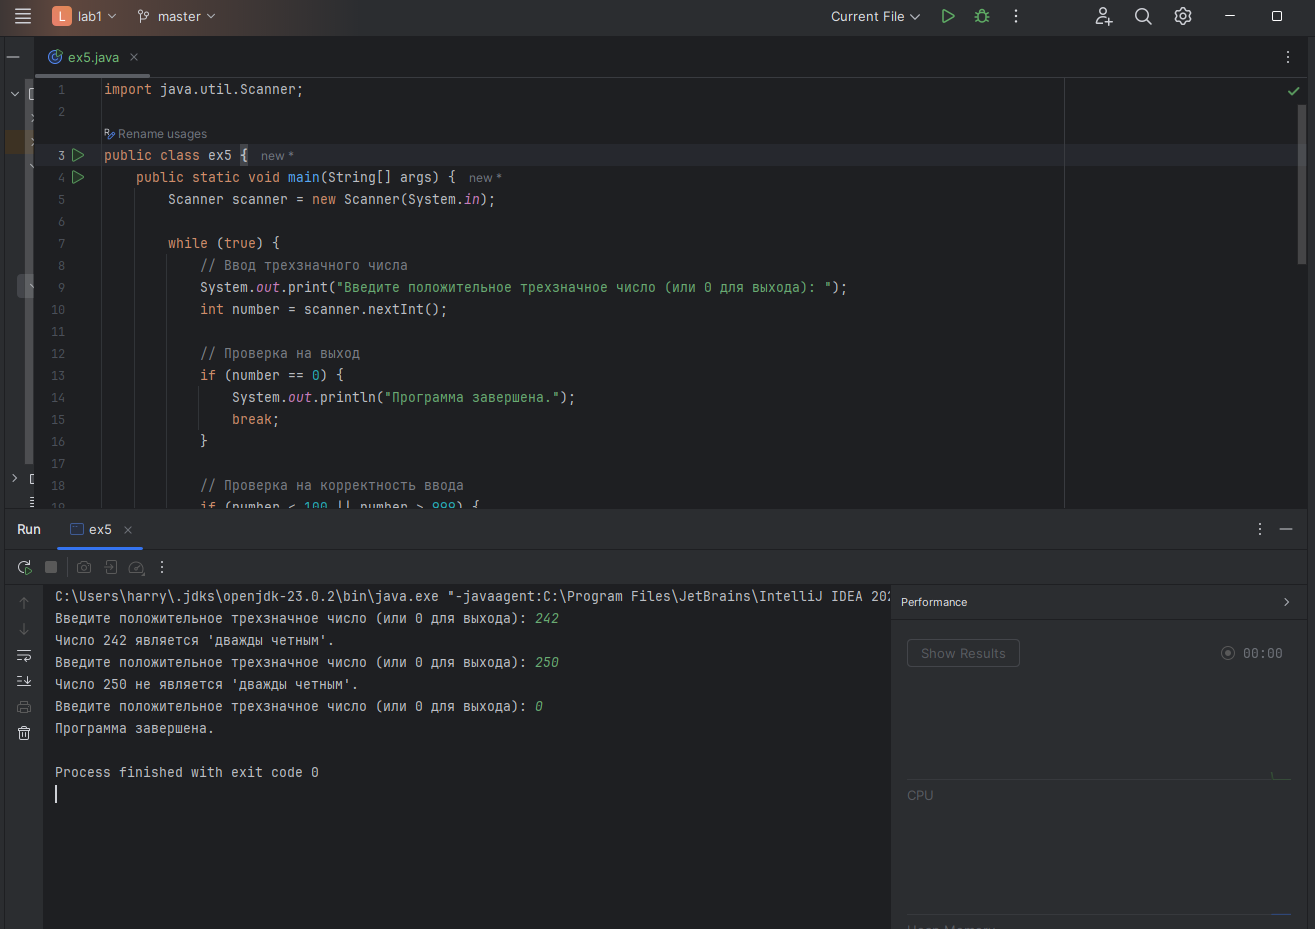 L lab1 master Current File
ex5.java
1 import java.util.Scanner;
2
Rename usages
3 public class ex5 { new *
4 public static void main(String[] args) { new *
5 Scanner scanner = new Scanner(System.in);
6
7 while (true) {
8 // Ввод трехзначного числа
9 System.out.print("Введите положительное трехзначное число (или 0 для выхода): ");
10 int number = scanner.nextInt();
11
12 // Проверка на выход
13 if (number == 0) {
14 System.out.println("Программа завершена.");
15 break;
16 }
17
18 // Проверка на корректность ввода
19 if (number < 100 || number > 999) {
Run ex5
C:\Users\harry\.jdks\openjdk-23.0.2\bin\java.exe "-javaagent:C:\Program Files\JetBrains\IntelliJ IDEA 202
Введите положительное трехзначное число (или 0 для выхода): 242
Число 242 является 'дважды четным'.
Введите положительное трехзначное число (или 0 для выхода): 250
Число 250 не является 'дважды четным'.
Введите положительное трехзначное число (или 0 для выхода): 0
Программа завершена.
Process finished with exit code 0
Performance
Show Results 00:00
CPU
Heap Memory